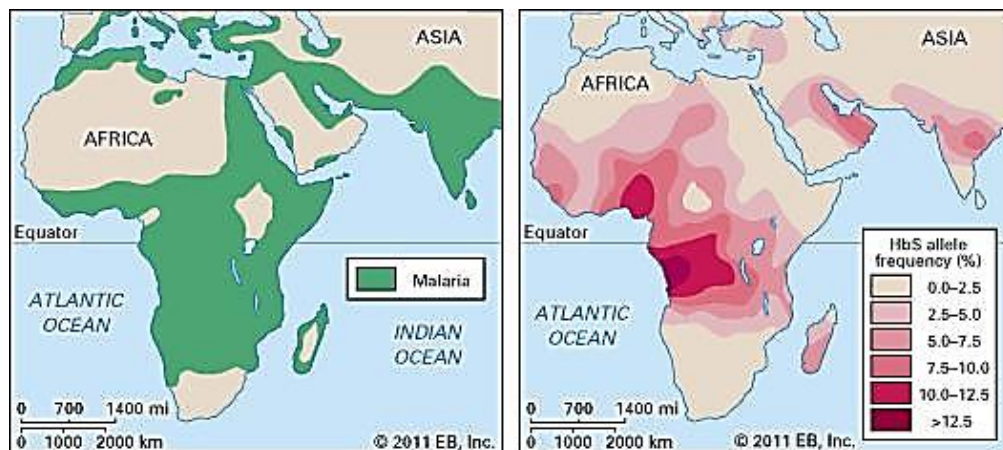 ASIA
AFRICA
Equator
Malaria
ATLANTIC
OCEAN
INDIAN
OCEAN
0 700 1400 mi
0 1000 2000 km
© 2011 EB, Inc.
ASIA
AFRICA
Equator
ATLANTIC
OCEAN
HbS allele
frequency (%)
0.0–2.5
2.5–5.0
5.0–7.5
7.5–10.0
10.0–12.5
>12.5
0 700 1400 mi
0 1000 2000 km
© 2011 EB, Inc.